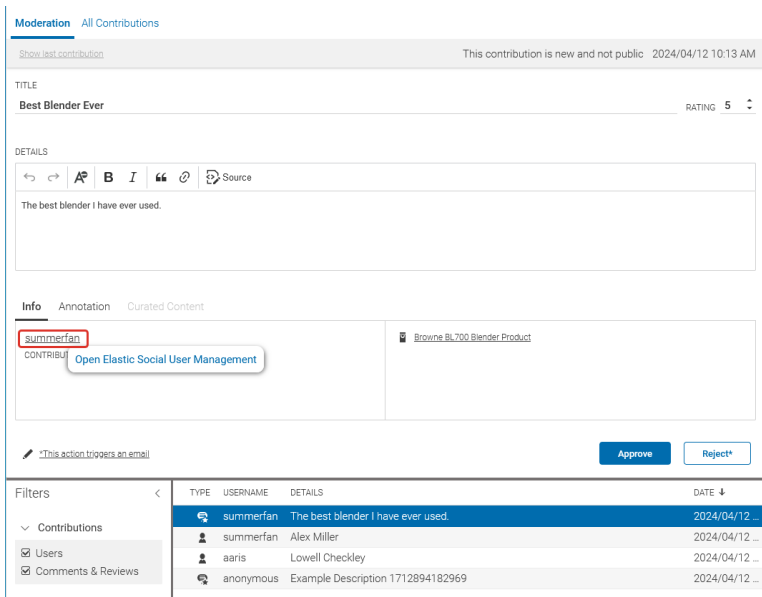 Moderation All Contributions
Show last contribution This contribution is new and not public 2024/04/12 10:13 AM
TITLE
Best Blender Ever RATING 5
DETAILS
B I Source
The best blender I have ever used.
Info Annotation Curated Content
summerfan Browne BL700 Blender Product
Open Elastic Social User Management
*This action triggers an email Approve Reject*
Filters TYPE USERNAME DETAILS DATE
summerfan The best blender I have ever used. 2024/04/12 ...
Contributions summerfan Alex Miller 2024/04/12 ...
Users aaris Lowell Checkley 2024/04/12 ...
Comments & Reviews anonymous Example Description 1712894182969 2024/04/12 ...